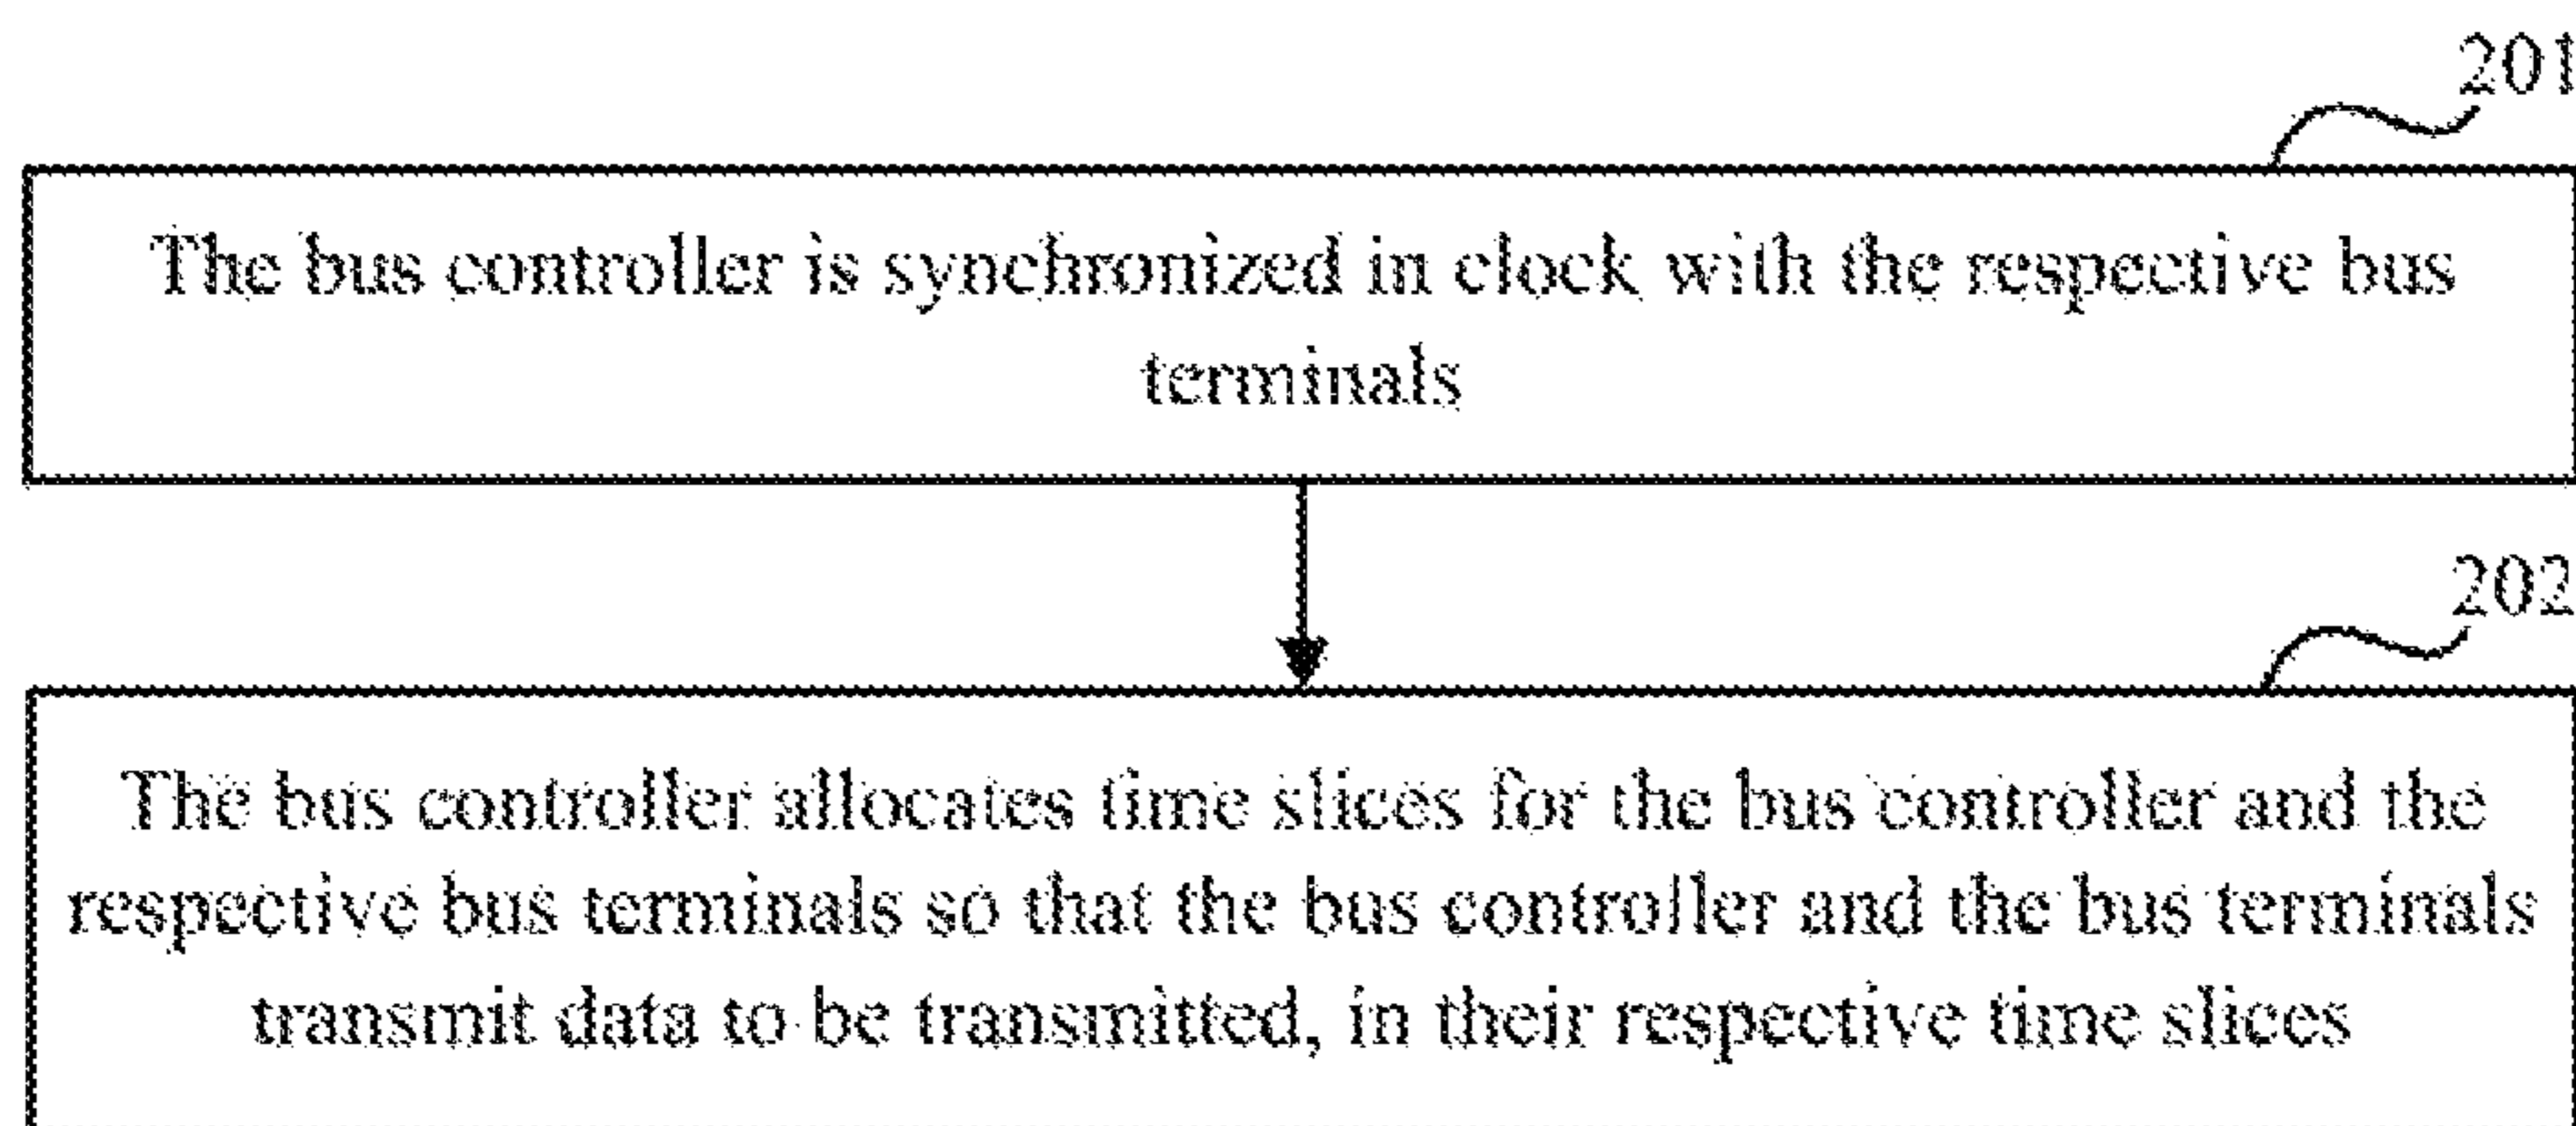 201
The bus controller is synchronized in clock with the respective bus
terminals
202
The bus controller allocates time slices for the bus controller and the
respective bus terminals so that the bus controller and the bus terminals
transmit data to be transmitted, in their respective time slices